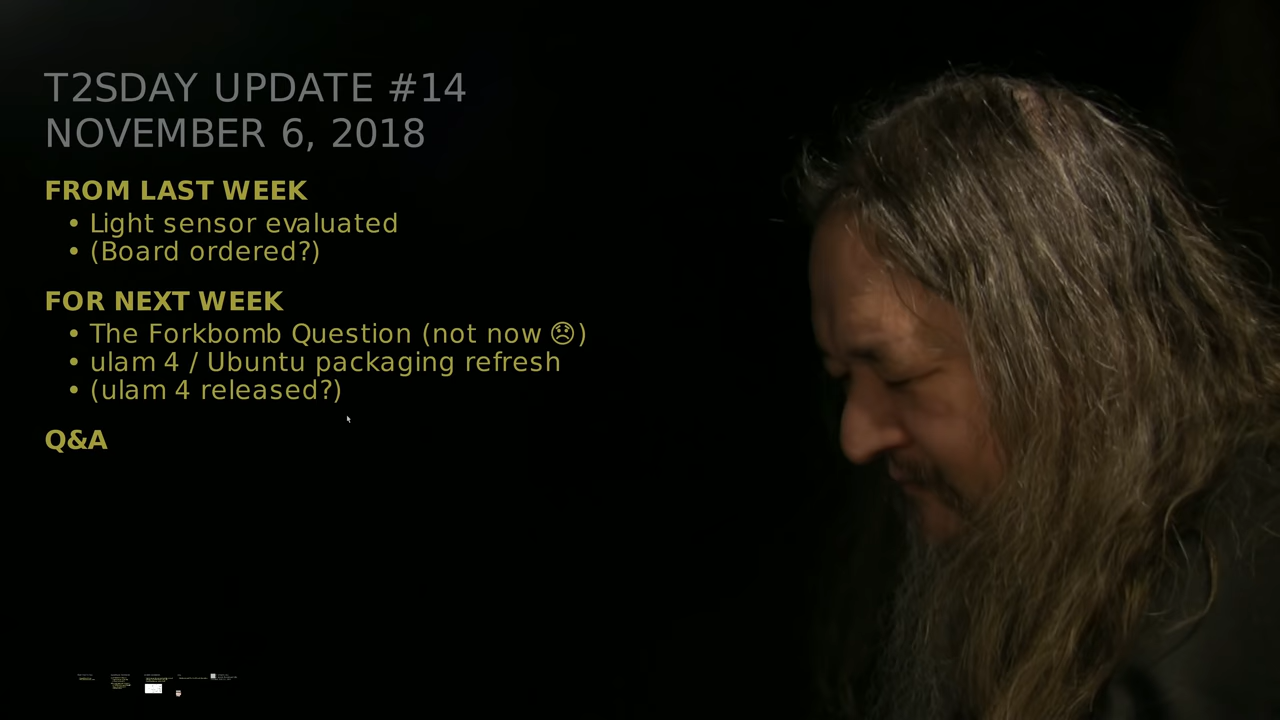 T2SDAY UPDATE #14
NOVEMBER 6, 2018
FROM LAST WEEK
• Light sensor evaluated
• (Board ordered?)
FOR NEXT WEEK
• The Forkbomb Question (not now ☹)
• ulam 4 / Ubuntu packaging refresh
• (ulam 4 released?)
Q&A